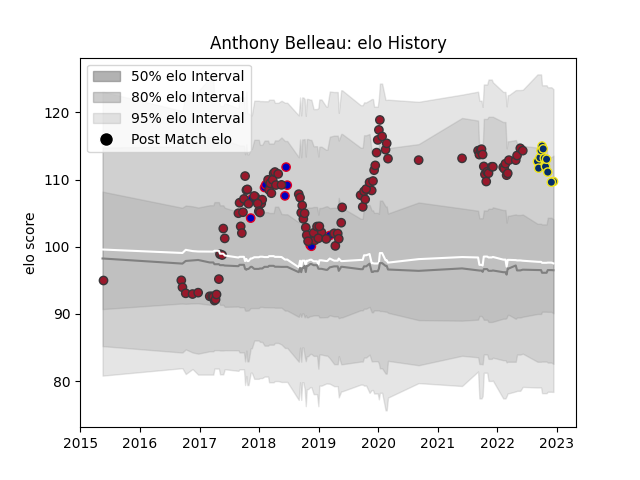 Anthony Belleau: elo History
50% elo Interval
80% elo Interval
95% elo Interval
Post Match elo
elo score
120
110
100
90
80
2015 2016 2017 2018 2019 2020 2021 2022 2023